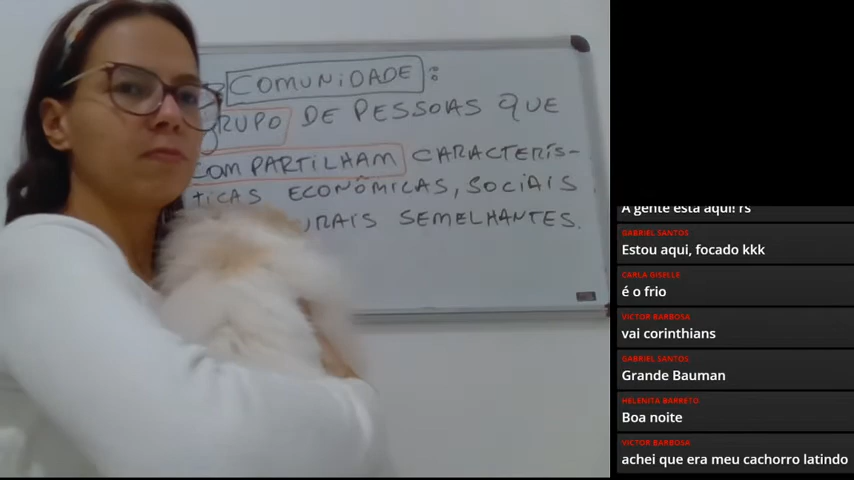 COMUNIDADE:
GRUPO DE PESSOAS QUE
COMPARTILHAM CARACTERÍS-
TICAS ECONÔMICAS, SOCIAIS
URAIS SEMELHANTES.
A gente está aqui! rs
GABRIEL SANTOS
Estou aqui, focado kkk
CARLA GISELLE
é o frio
VICTOR BARBOSA
vai corinthians
GABRIEL SANTOS
Grande Bauman
HELENITA BARRETO
Boa noite
VICTOR BARBOSA
achei que era meu cachorro latindo